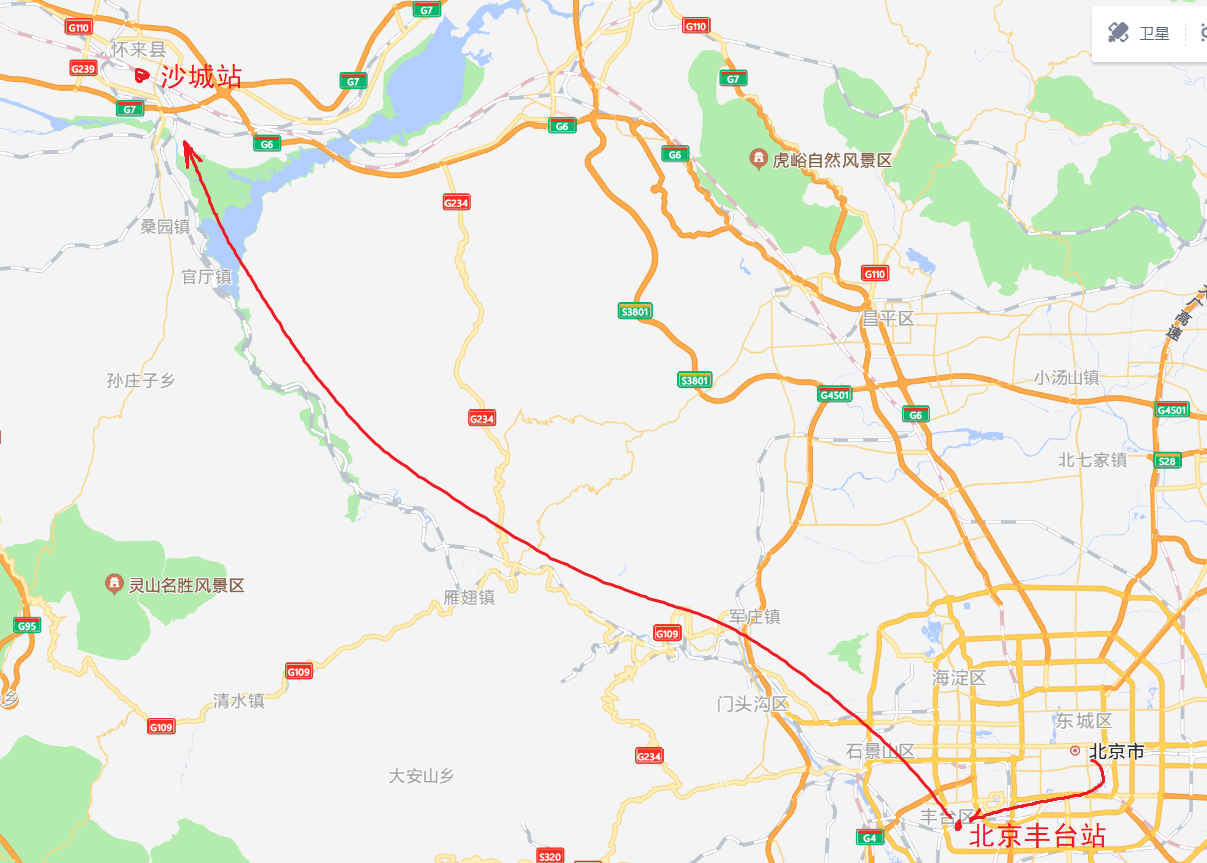 G7
G110
G110
卫星
怀来县
G239
沙城站
G7
G7
G7
G6
G6
G6
虎峪自然风景区
G234
桑园镇
官厅镇
G110
S3801
昌平区
高速
孙庄子乡
S3801
小汤山镇
G4501
G4501
G234
G6
北七家镇
S28
灵山名胜风景区
雁翅镇
G95
军庄镇
G109
G109
海淀区
乡
清水镇
门头沟区
东城区
G109
石景山区
北京市
G234
大安山乡
丰台区
G4
北京丰台站
S320